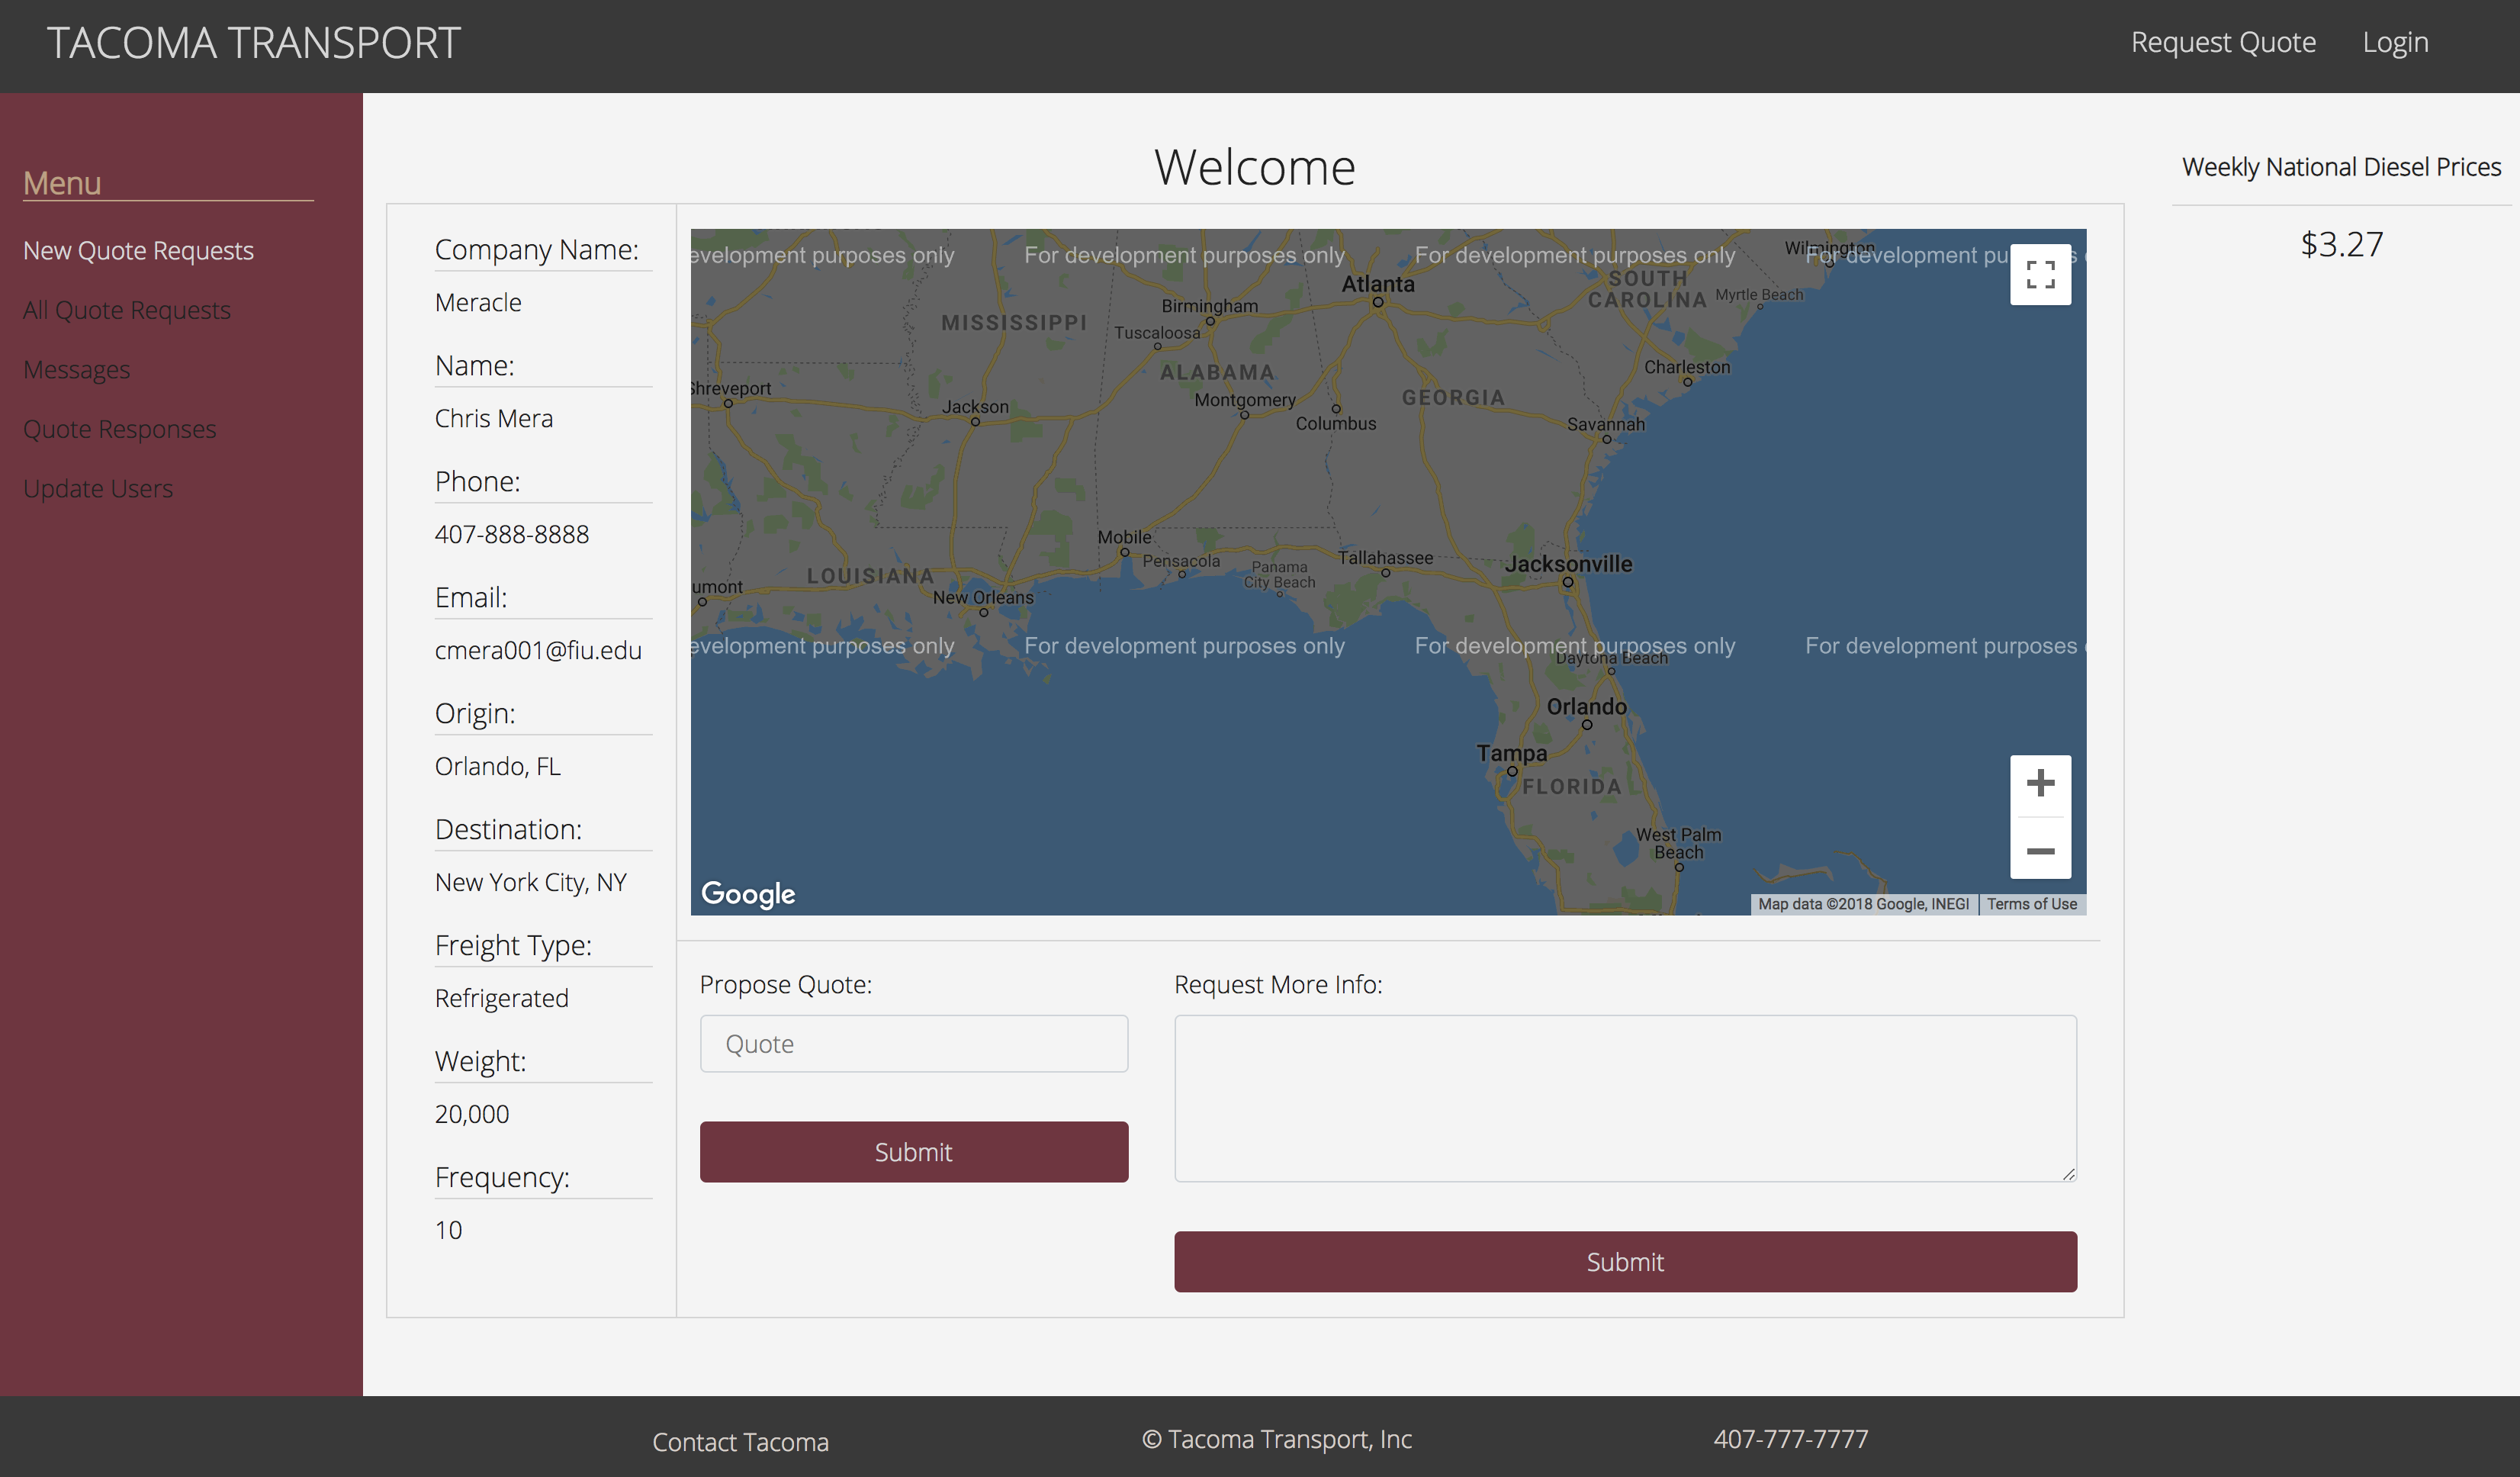 TACOMA TRANSPORT
Request Quote
Login
Menu
New Quote Requests
All Quote Requests
Messages
Quote Responses
Update Users
Welcome
Company Name:
Meracle
Name:
Chris Mera
Phone:
407-888-8888
Email:
cmera001@fiu.edu
Origin:
Orlando, FL
Destination:
New York City, NY
Freight Type:
Refrigerated
Weight:
20,000
Frequency:
10
evelopment purposes only
For development purposes only
For development purposes only
For development pu
s
Wilmington
Atlanta
SOUTH
CAROLINA
Myrtle Beach
Birmingham
MISSISSIPPI
Tuscaloosa
ALABAMA
Charleston
Shreveport
GEORGIA
Montgomery
Jackson
Columbus
Savannah
Mobile
Pensacola
Tallahassee
Panama
City Beach
Jacksonville
LOUISIANA
umont
New Orleans
evelopment purposes only
For development purposes only
For development purposes only
For development purposes
Daytona Beach
Orlando
Tampa
FLORIDA
West Palm
Beach
Google
Map data ©2018 Google, INEGI
Terms of Use
Propose Quote:
Quote
Submit
Request More Info:
Submit
Weekly National Diesel Prices
$3.27
Contact Tacoma
© Tacoma Transport, Inc
407-777-7777